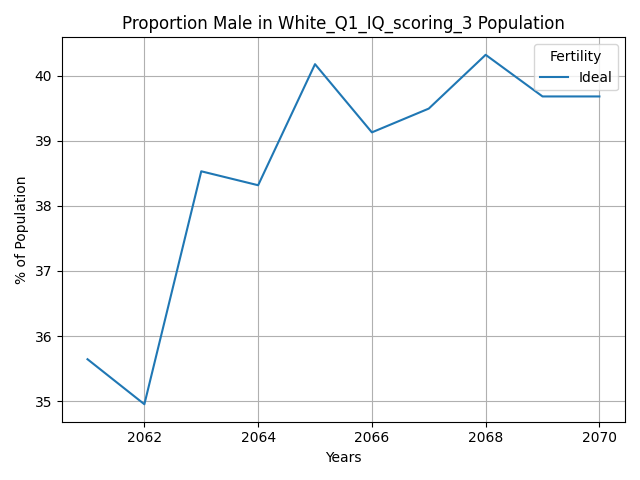 Proportion Male in White_Q1_IQ_scoring_3 Population
Fertility
Ideal
% of Population
40
39
38
37
36
35
2062 2064 2066 2068 2070
Years